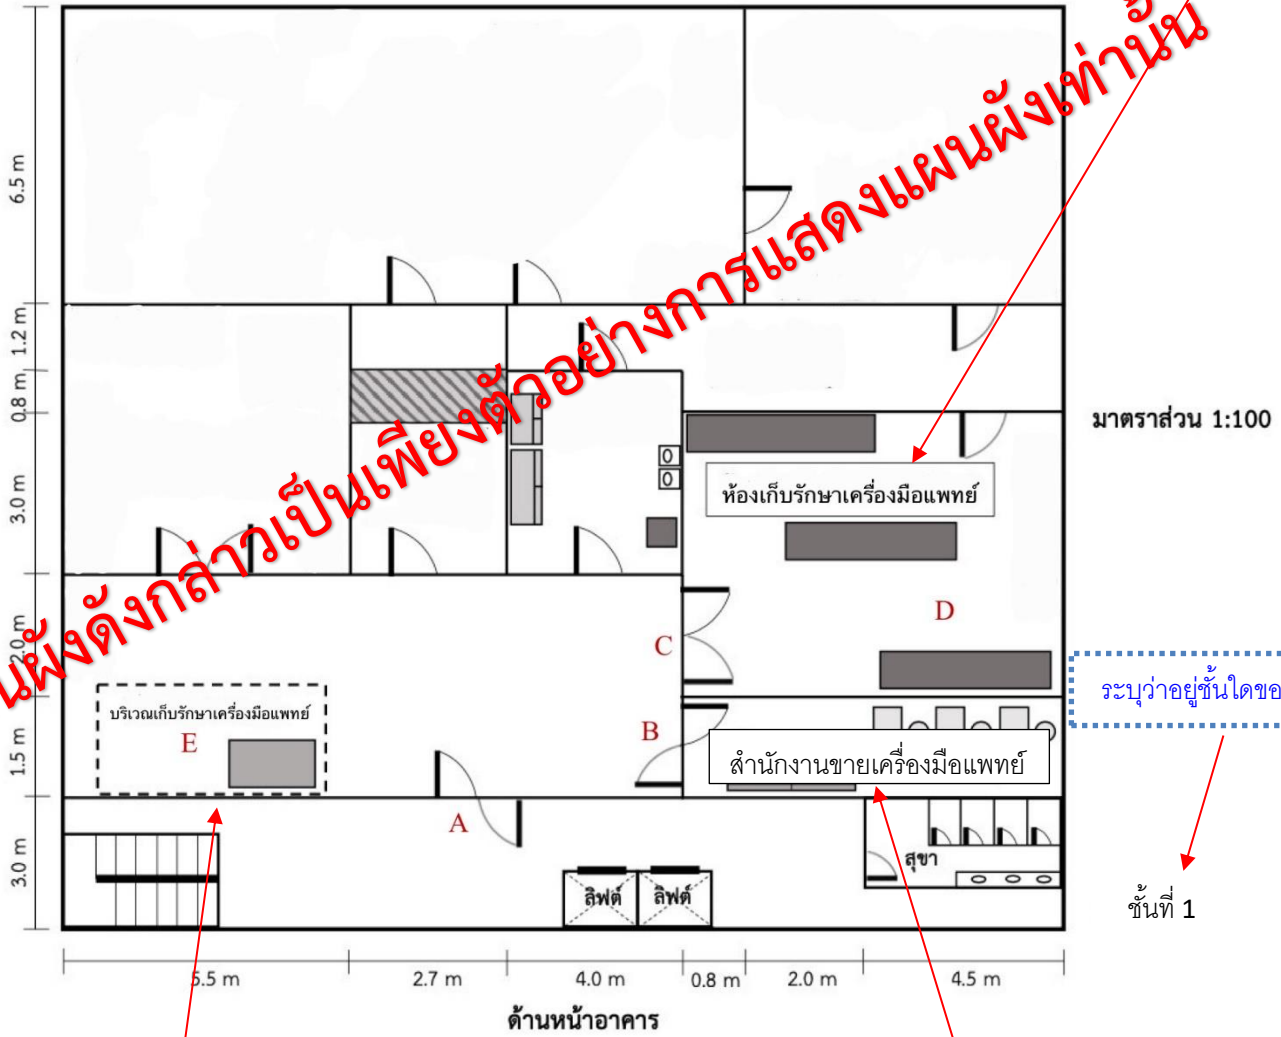 นผังดังกล่าวเป็นเพียงตัวอย่างการแสดงแผนผังเท่านั้น
6.5 m
1.2 m
0.8 m
มาตราส่วน 1:100
3.0 m
ห้องเก็บรักษาเครื่องมือแพทย์
D
C
2.0 m
ระบุว่าอยู่ชั้นใดขอ
บริเวณเก็บรักษาเครื่องมือแพทย์
E
B
1.5 m
สำนักงานขายเครื่องมือแพทย์
A
3.0 m
สุขา
ลิฟต์
ลิฟต์
ชั้นที่ 1
5.5 m
2.7 m
4.0 m
0.8 m
2.0 m
4.5 m
ด้านหน้าอาคาร